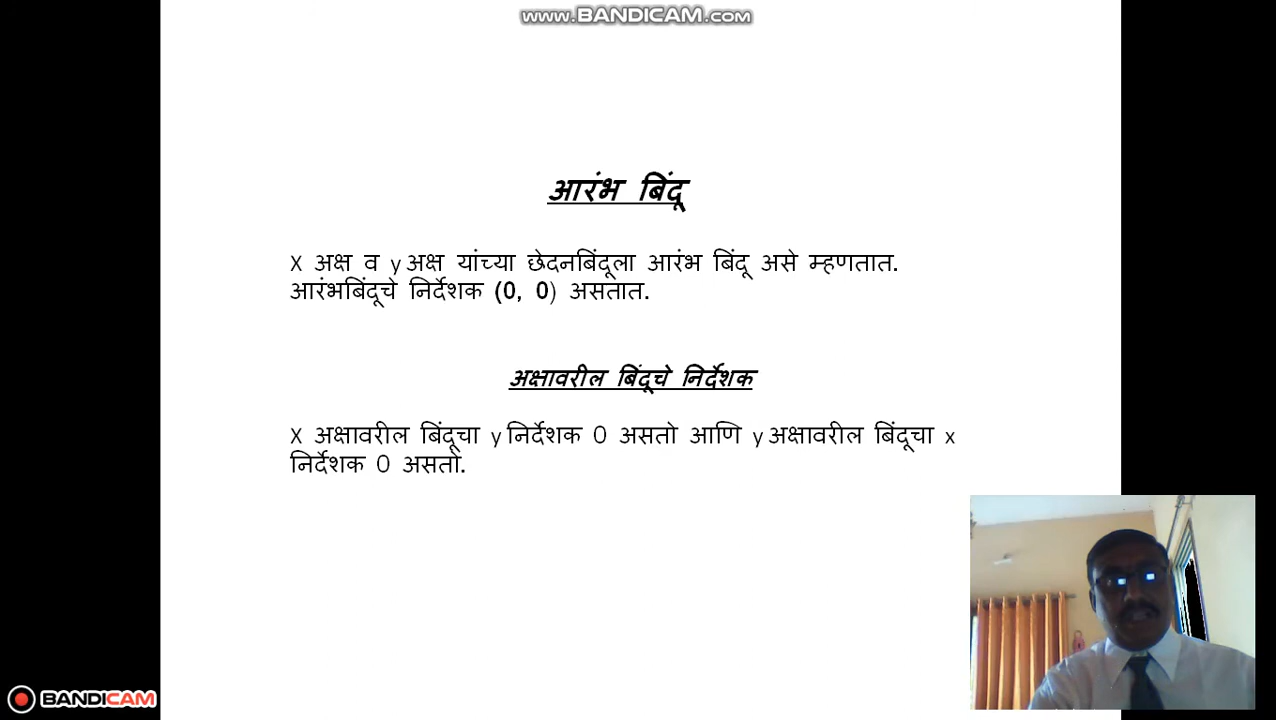 www.BANDICAM.com
आरंभ बिंदू
X अक्ष व y अक्ष यांच्या छेदनबिंदूला आरंभ बिंदू असे म्हणतात.
आरंभबिंदूचे निर्देशक (0, 0) असतात.
अक्षावरील बिंदूचे निर्देशक
X अक्षावरील बिंदूचा y निर्देशक 0 असतो आणि y अक्षावरील बिंदूचा x
निर्देशक 0 असतो.
BANDICAM